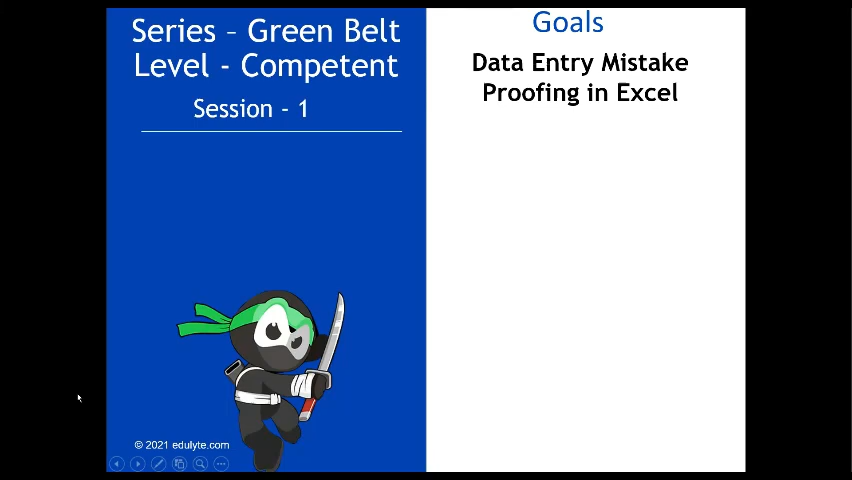 Series – Green Belt
Level - Competent
Session - 1
© 2021 edulyte.com
Goals
Data Entry Mistake
Proofing in Excel